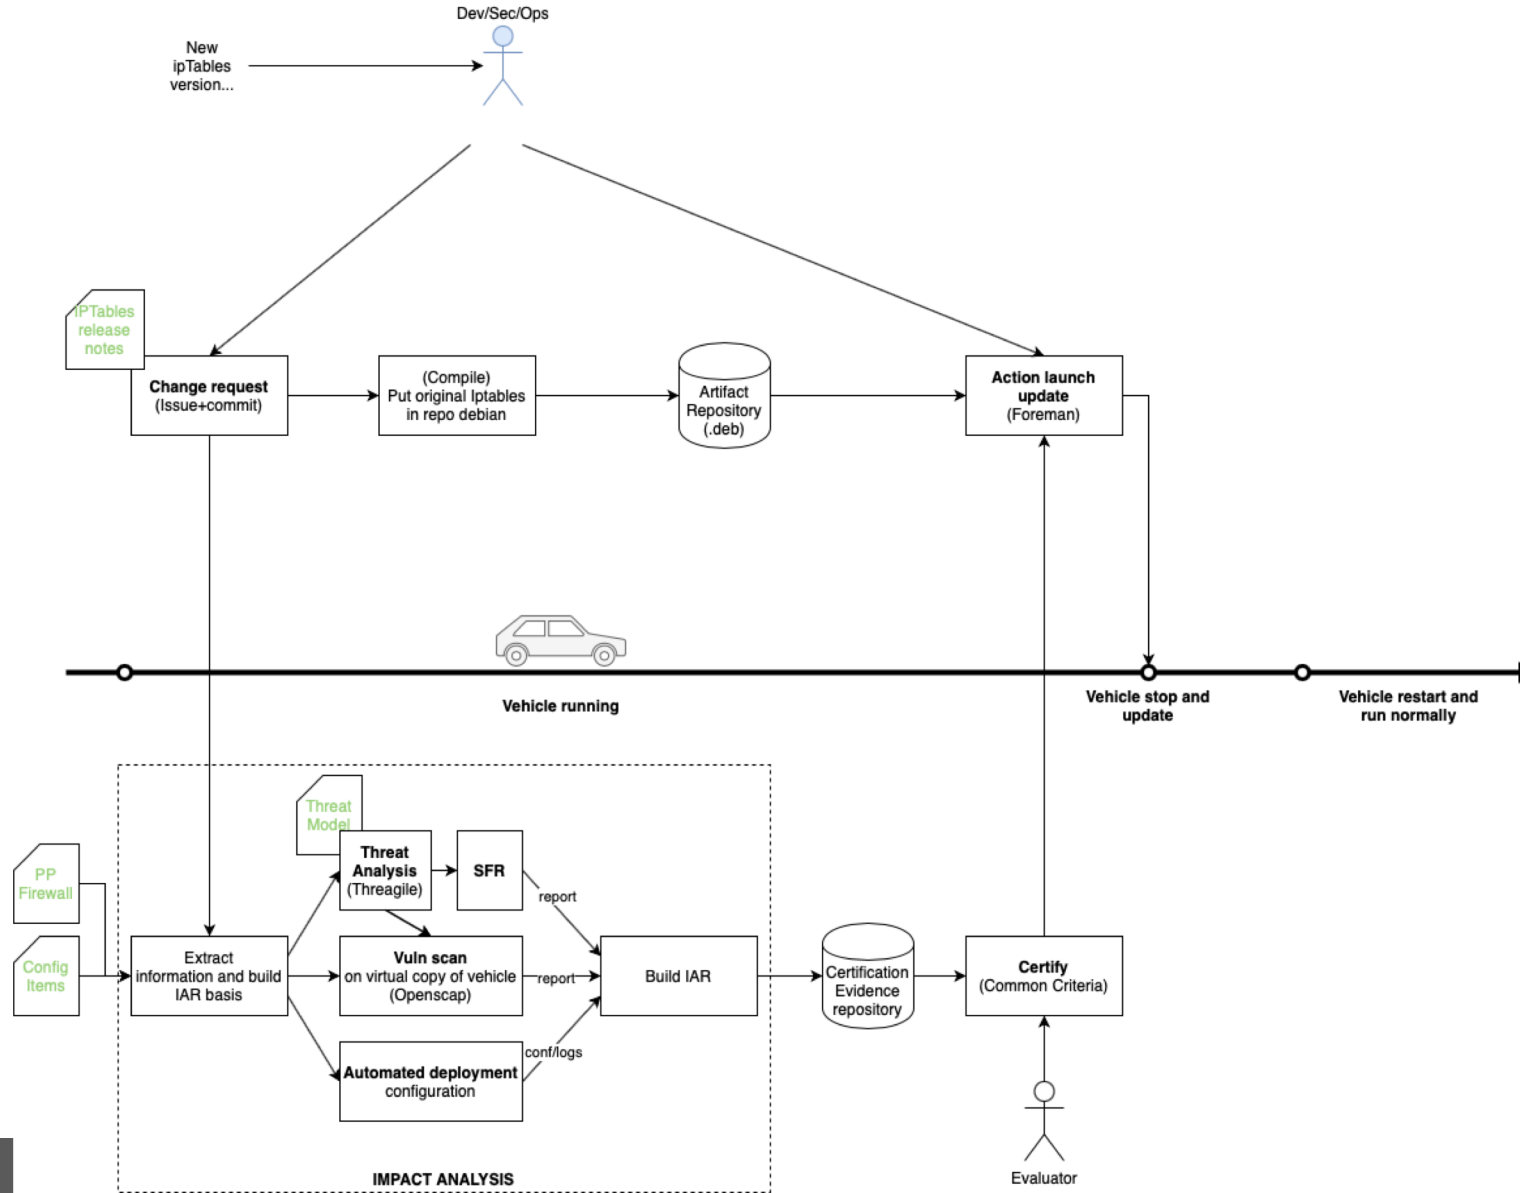 Dev/Sec/Ops
New
ipTables
version...
IPTables
release
notes
Change request
(Issue+commit)
(Compile)
Put original Iptables
in repo debian
Artifact
Repository
(.deb)
Action launch
update
(Foreman)
Vehicle running
Vehicle stop and
update
Vehicle restart and
run normally
Threat
Model
Threat
Analysis
(Threagile)
SFR
report
PP
Firewall
Config
Items
Extract
information and build
IAR basis
Vuln scan
on virtual copy of vehicle
(Openscap)
report
Build IAR
Certification
Evidence
repository
Certify
(Common Criteria)
conf/logs
Automated deployment
configuration
IMPACT ANALYSIS
Evaluator